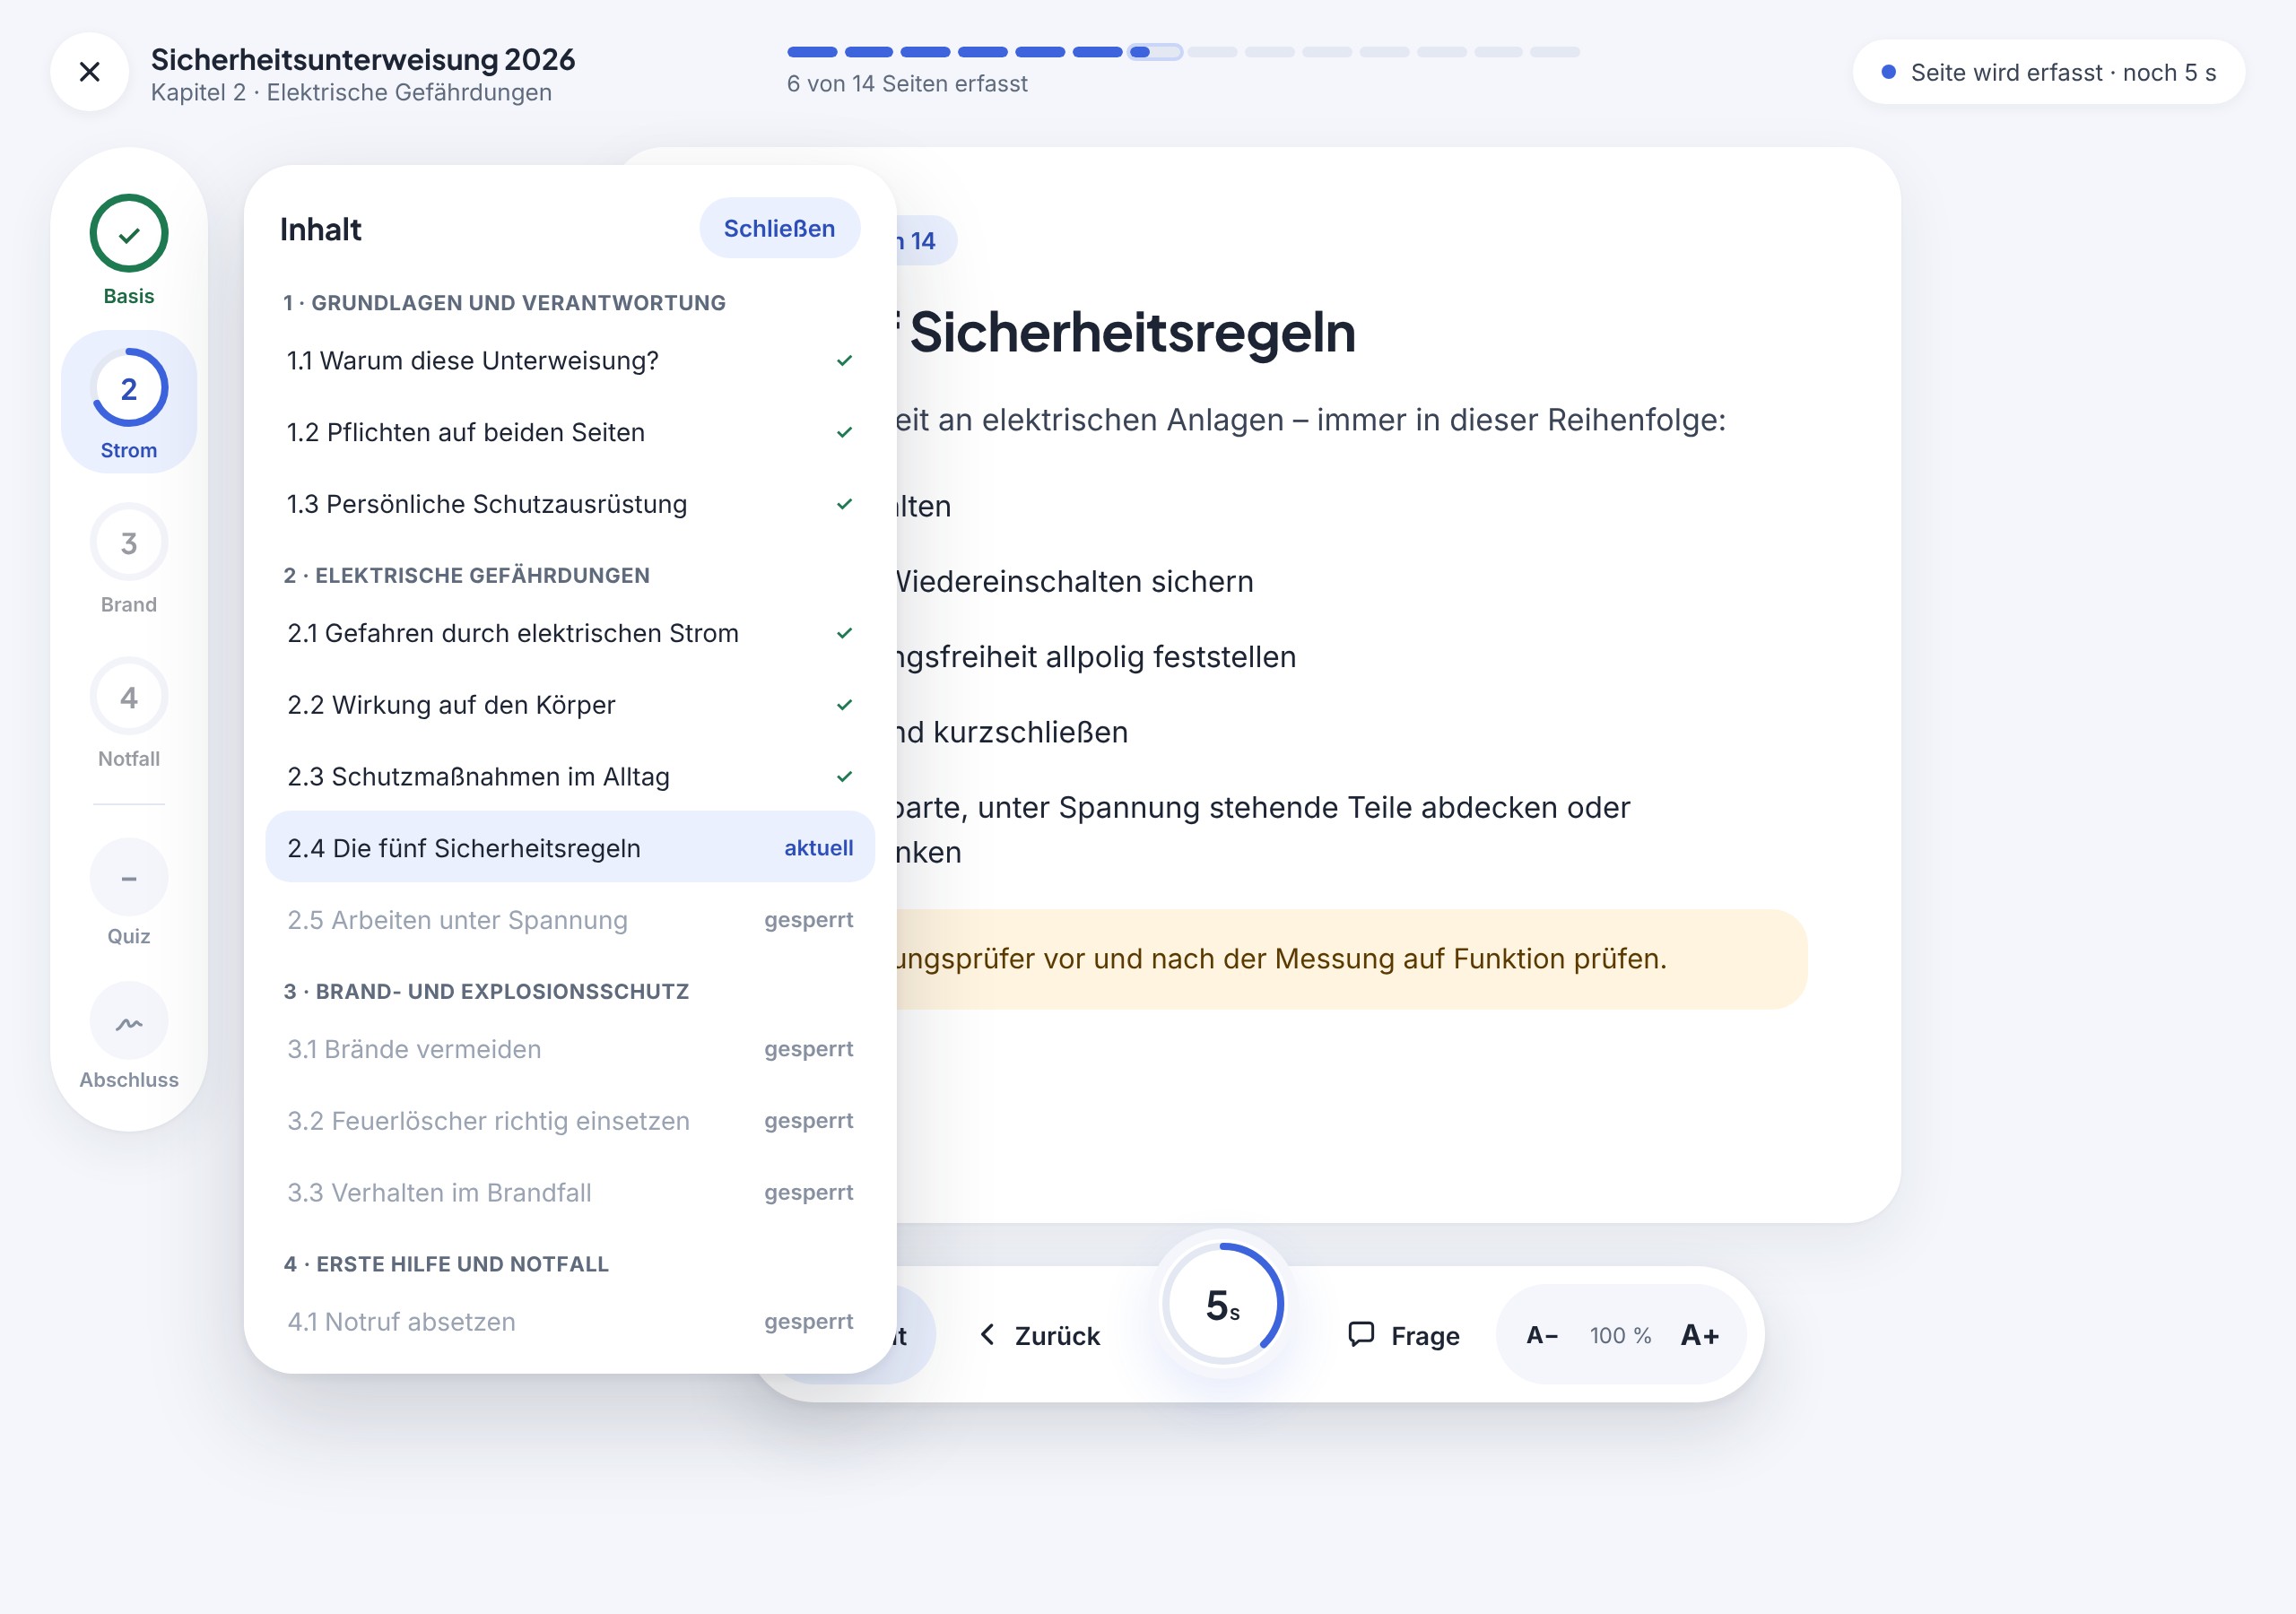 Sicherheitsunterweisung 2026
Kapitel 2 · Elektrische Gefährdungen
6 von 14 Seiten erfasst
Seite wird erfasst · noch 5 s
Basis
2
Strom
3
Brand
4
Notfall
–
Quiz
Abschluss
Inhalt
Schließen
1 · GRUNDLAGEN UND VERANTWORTUNG
1.1 Warum diese Unterweisung?
1.2 Pflichten auf beiden Seiten
1.3 Persönliche Schutzausrüstung
2 · ELEKTRISCHE GEFÄHRDUNGEN
2.1 Gefahren durch elektrischen Strom
2.2 Wirkung auf den Körper
2.3 Schutzmaßnahmen im Alltag
2.4 Die fünf Sicherheitsregeln aktuell
2.5 Arbeiten unter Spannung gesperrt
3 · BRAND- UND EXPLOSIONSSCHUTZ
3.1 Brände vermeiden gesperrt
3.2 Feuerlöscher richtig einsetzen gesperrt
3.3 Verhalten im Brandfall gesperrt
4 · ERSTE HILFE UND NOTFALL
4.1 Notruf absetzen gesperrt
14
Sicherheitsregeln
eit an elektrischen Anlagen – immer in dieser Reihenfolge:
lten
Wiedereinschalten sichern
ngsfreiheit allpolig feststellen
nd kurzschließen
barte, unter Spannung stehende Teile abdecken oder
nken
ungsprüfer vor und nach der Messung auf Funktion prüfen.
Zurück
5 s
Frage
A−
100 %
A+